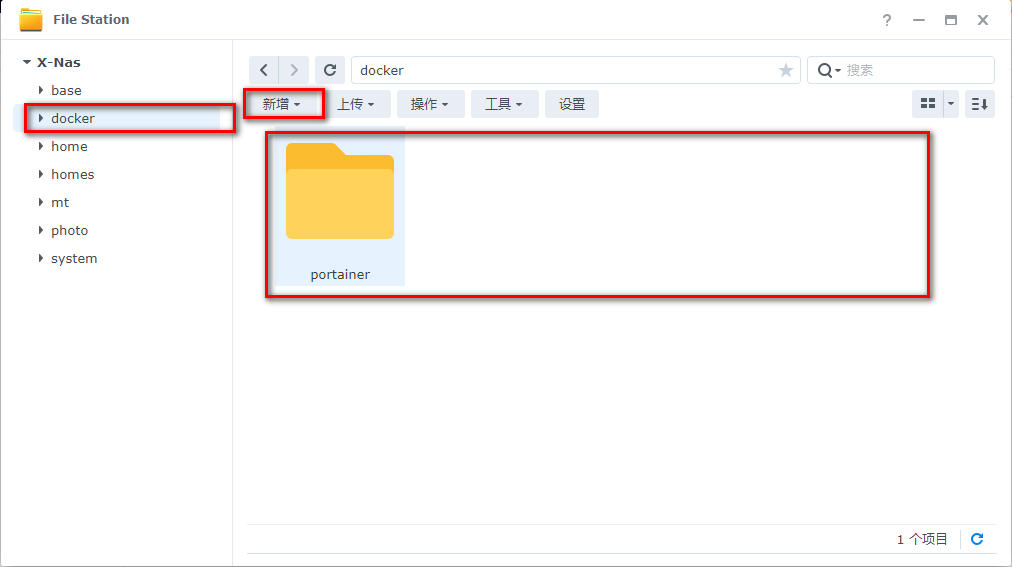 File Station
X-Nas
base
docker
home
homes
mt
photo
system
docker
搜索
新增 上传 操作 工具 设置
portainer
1 个项目